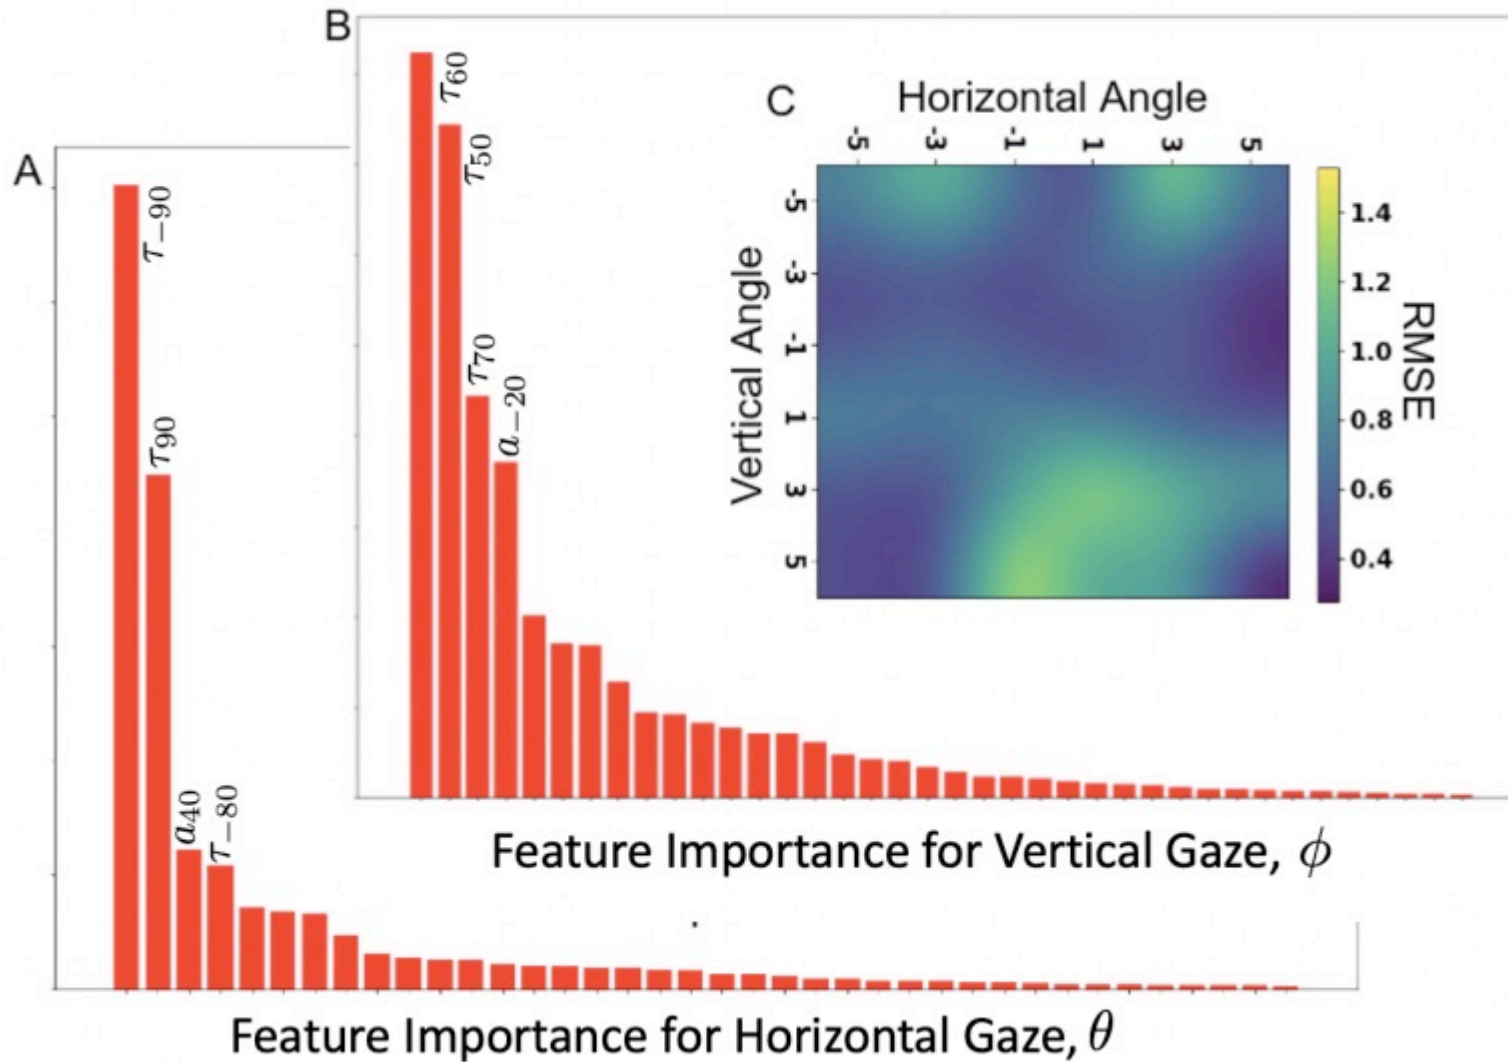 A
τ₋₉₀
τ₉₀
a₄₀
τ₋₈₀
Feature Importance for Horizontal Gaze, θ
B
τ₆₀
τ₅₀
τ₇₀
a₋₂₀
Feature Importance for Vertical Gaze, ϕ
C
Horizontal Angle
-5 -3 -1 1 3 5
Vertical Angle
-5
-3
-1
1
3
5
1.4
1.2
1.0
0.8
0.6
0.4
RMSE